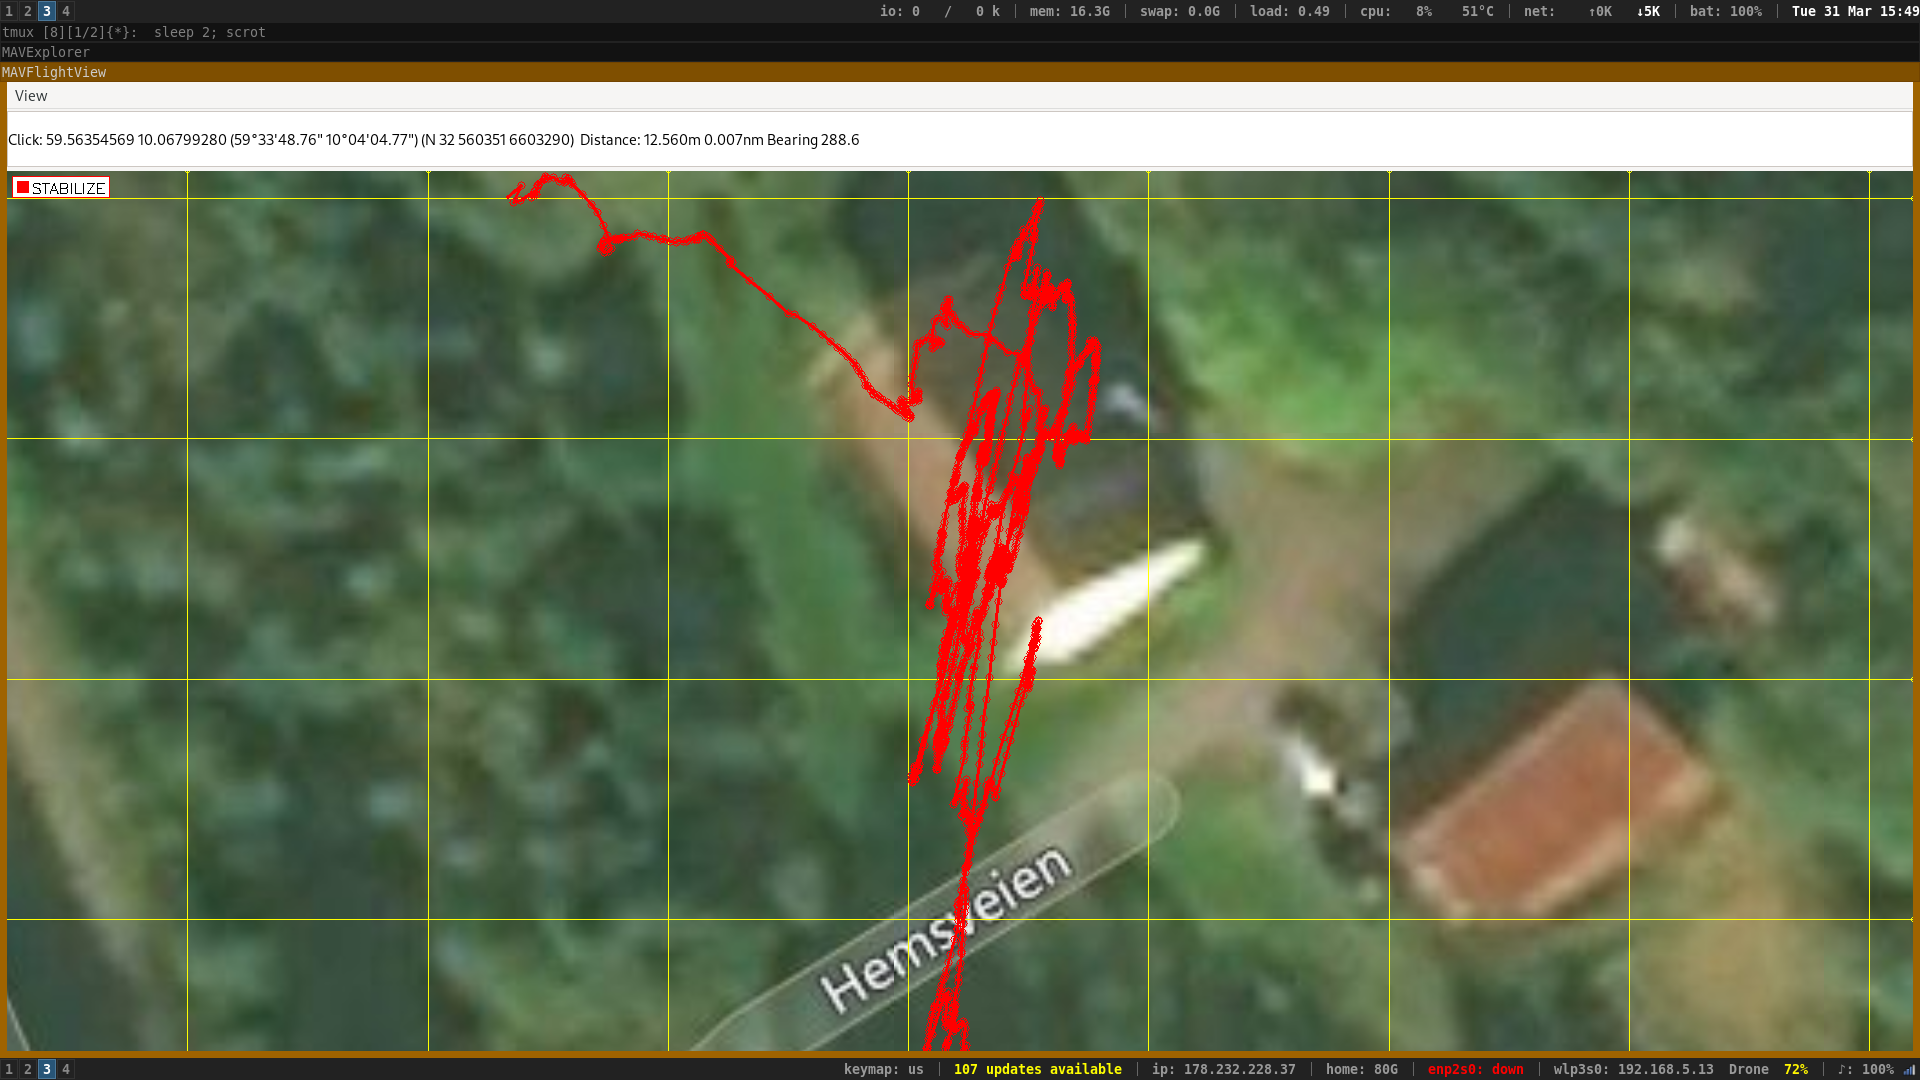 1 2 3 4 io: 0 / 0 k mem: 16.3G swap: 0.0G load: 0.49 cpu: 8% 51°C net: ↑0K ↓5K bat: 100% Tue 31 Mar 15:49
tmux [8][1/2]{*}: sleep 2; scrot
MAVExplorer
MAVFlightView
View
Click: 59.56354569 10.06799280 (59°33'48.76" 10°04'04.77") (N 32 560351 6603290) Distance: 12.560m 0.007nm Bearing 288.6
STABILIZE
Hemsveien
1 2 3 4 keymap: us 107 updates available ip: 178.232.228.37 home: 80G enp2s0: down wlp3s0: 192.168.5.13 Drone 72% ♪: 100%